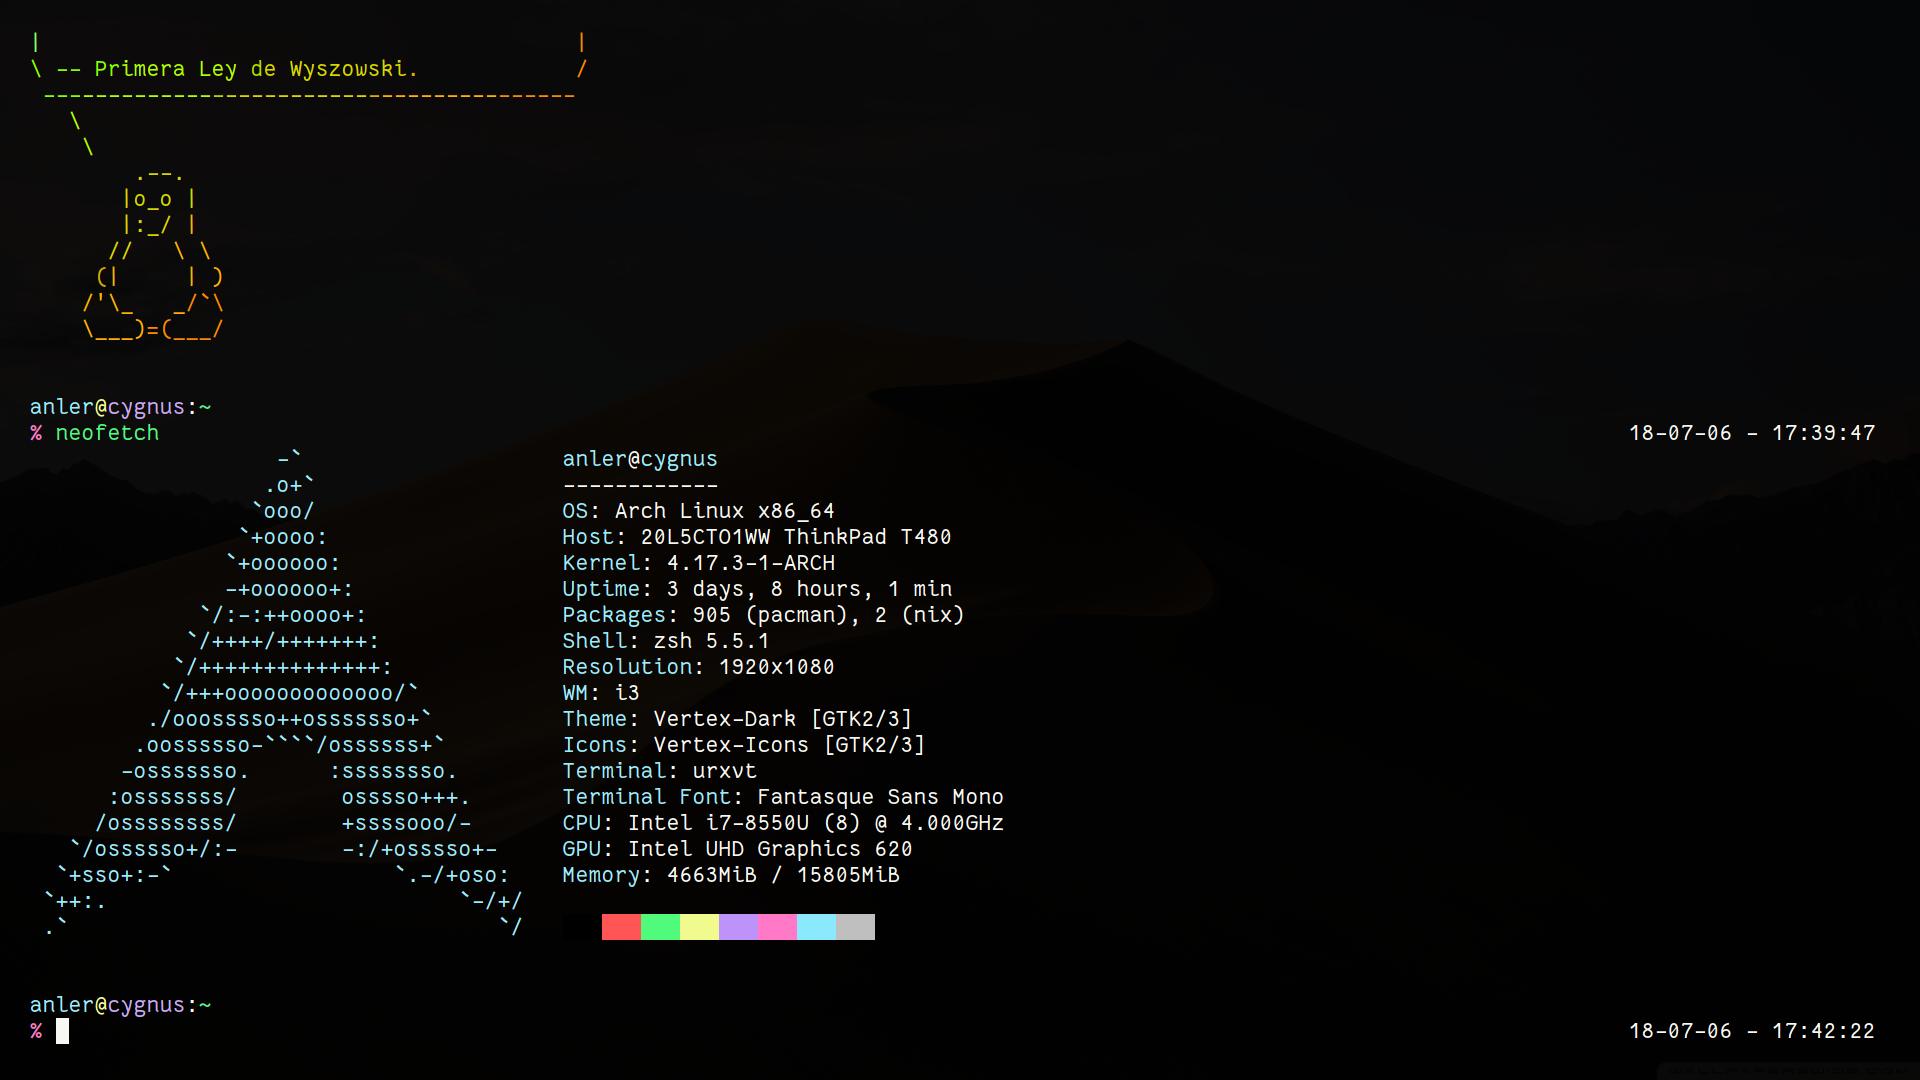 |                                         |
\ -- Primera Ley de Wyszowski.            /
 -----------------------------------------
   \
    \
        .--.
       |o_o |
       |:_/ |
      //   \ \
     (|     | )
    /'\_   _/`\
    \___)=(___/
anler@cygnus:~
% neofetch 18-07-06 - 17:39:47
                   -`
                  .o+`
                 `ooo/
                `+oooo:
               `+oooooo:
               -+oooooo+:
             `/:-:++oooo+:
            `/++++/+++++++:
           `/++++++++++++++:
          `/+++ooooooooooooo/`
         ./ooosssso++osssssso+`
        .oossssso-````/ossssss+`
       -osssssso.      :ssssssso.
      :osssssss/        osssso+++.
     /ossssssss/        +ssssooo/-
   `/ossssso+/:-        -:/+osssso+-
  `+sso+:-`                 `.-/+oso:
 `++:.                           `-/+/
 .`                                 `/
anler@cygnus
------------
OS: Arch Linux x86_64
Host: 20L5CTO1WW ThinkPad T480
Kernel: 4.17.3-1-ARCH
Uptime: 3 days, 8 hours, 1 min
Packages: 905 (pacman), 2 (nix)
Shell: zsh 5.5.1
Resolution: 1920x1080
WM: i3
Theme: Vertex-Dark [GTK2/3]
Icons: Vertex-Icons [GTK2/3]
Terminal: urxvt
Terminal Font: Fantasque Sans Mono
CPU: Intel i7-8550U (8) @ 4.000GHz
GPU: Intel UHD Graphics 620
Memory: 4663MiB / 15805MiB
anler@cygnus:~
% 18-07-06 - 17:42:22